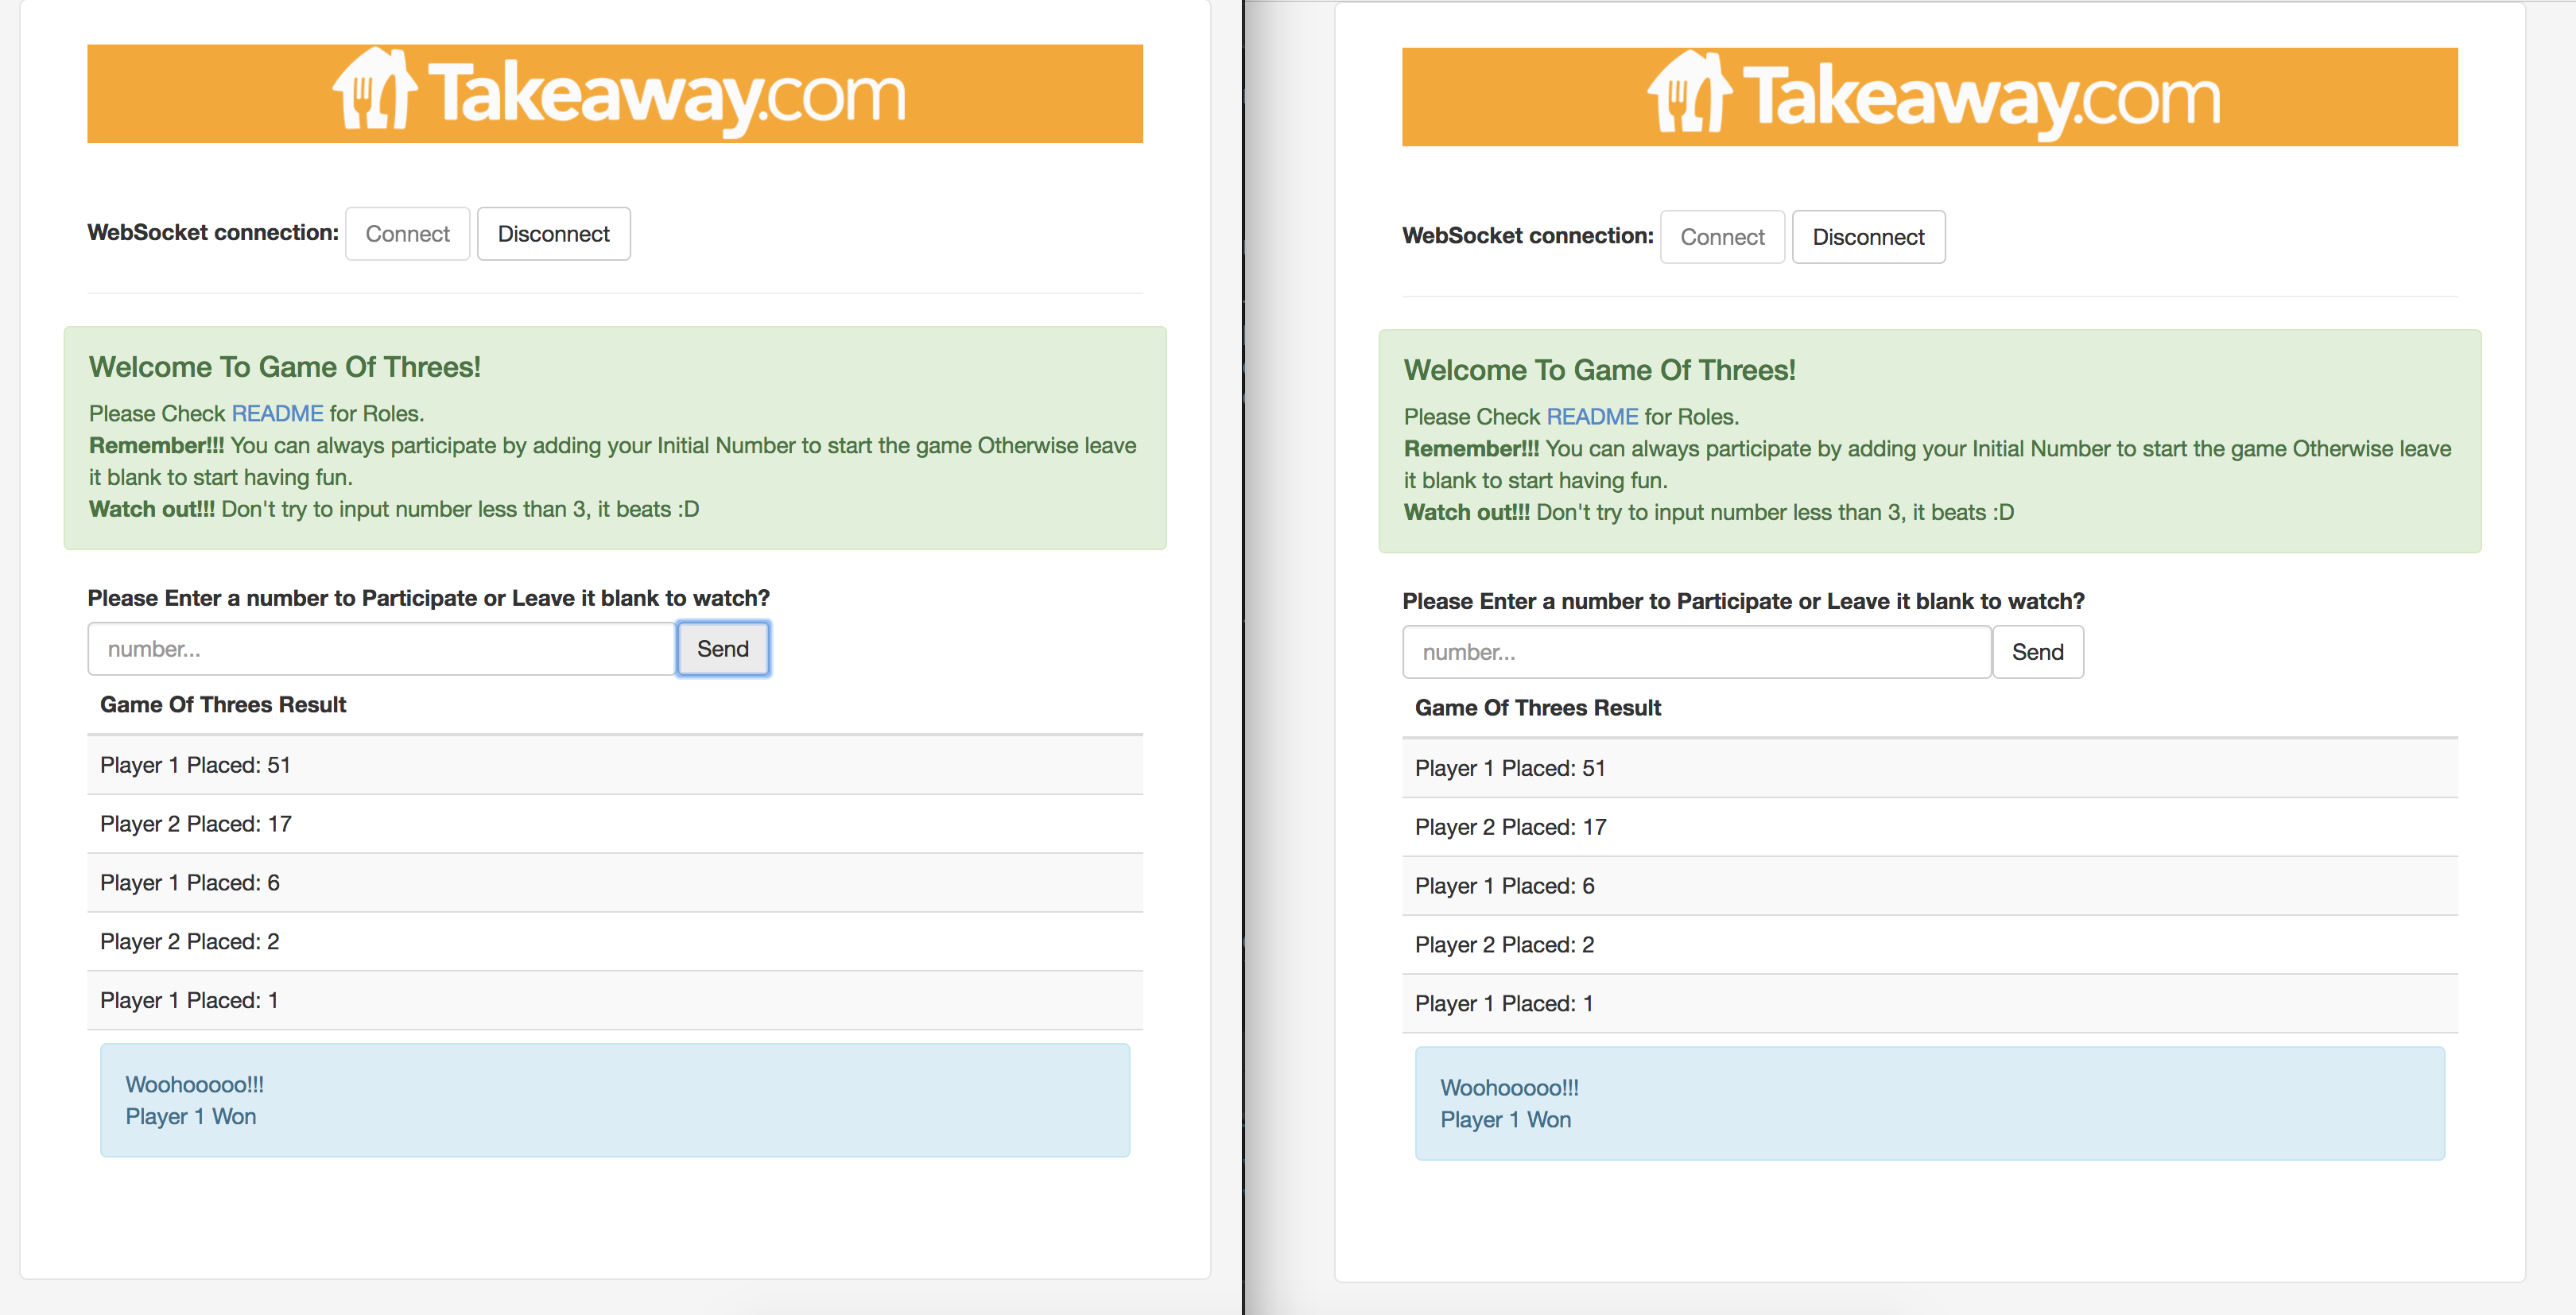 Takeaway.com
WebSocket connection: Connect Disconnect
Welcome To Game Of Threes!
Please Check README for Roles.
Remember!!! You can always participate by adding your Initial Number to start the game Otherwise leave
it blank to start having fun.
Watch out!!! Don't try to input number less than 3, it beats :D
Please Enter a number to Participate or Leave it blank to watch?
number... Send
Game Of Threes Result
Player 1 Placed: 51
Player 2 Placed: 17
Player 1 Placed: 6
Player 2 Placed: 2
Player 1 Placed: 1
Woohooooo!!!
Player 1 Won
Takeaway.com
WebSocket connection: Connect Disconnect
Welcome To Game Of Threes!
Please Check README for Roles.
Remember!!! You can always participate by adding your Initial Number to start the game Otherwise leave
it blank to start having fun.
Watch out!!! Don't try to input number less than 3, it beats :D
Please Enter a number to Participate or Leave it blank to watch?
number... Send
Game Of Threes Result
Player 1 Placed: 51
Player 2 Placed: 17
Player 1 Placed: 6
Player 2 Placed: 2
Player 1 Placed: 1
Woohooooo!!!
Player 1 Won